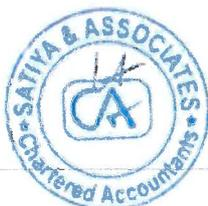 ★ SATIYA & ASSOCIATES ★
CA
Chartered Accountants